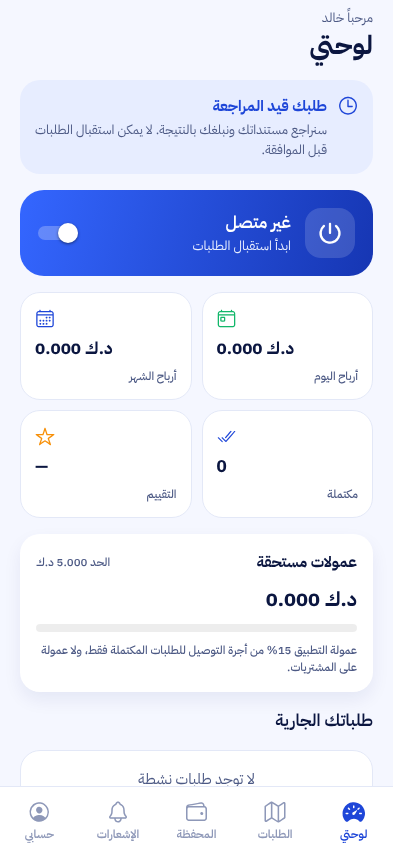 مرحباً خالد
لوحتي
طلبك قيد المراجعة
سنراجع مستنداتك ونبلغك بالنتيجة. لا يمكن استقبال الطلبات
قبل الموافقة.
غير متصل
ابدأ استقبال الطلبات
0.000 د.ك
أرباح اليوم
0.000 د.ك
أرباح الشهر
0
مكتملة
—
التقييم
عمولات مستحقة
الحد 5.000 د.ك
0.000 د.ك
عمولة التطبيق 15% من أجرة التوصيل للطلبات المكتملة فقط، ولا عمولة
على المشتريات.
طلباتك الجارية
لا توجد طلبات نشطة
لوحتي
الطلبات
المحفظة
الإشعارات
حسابي